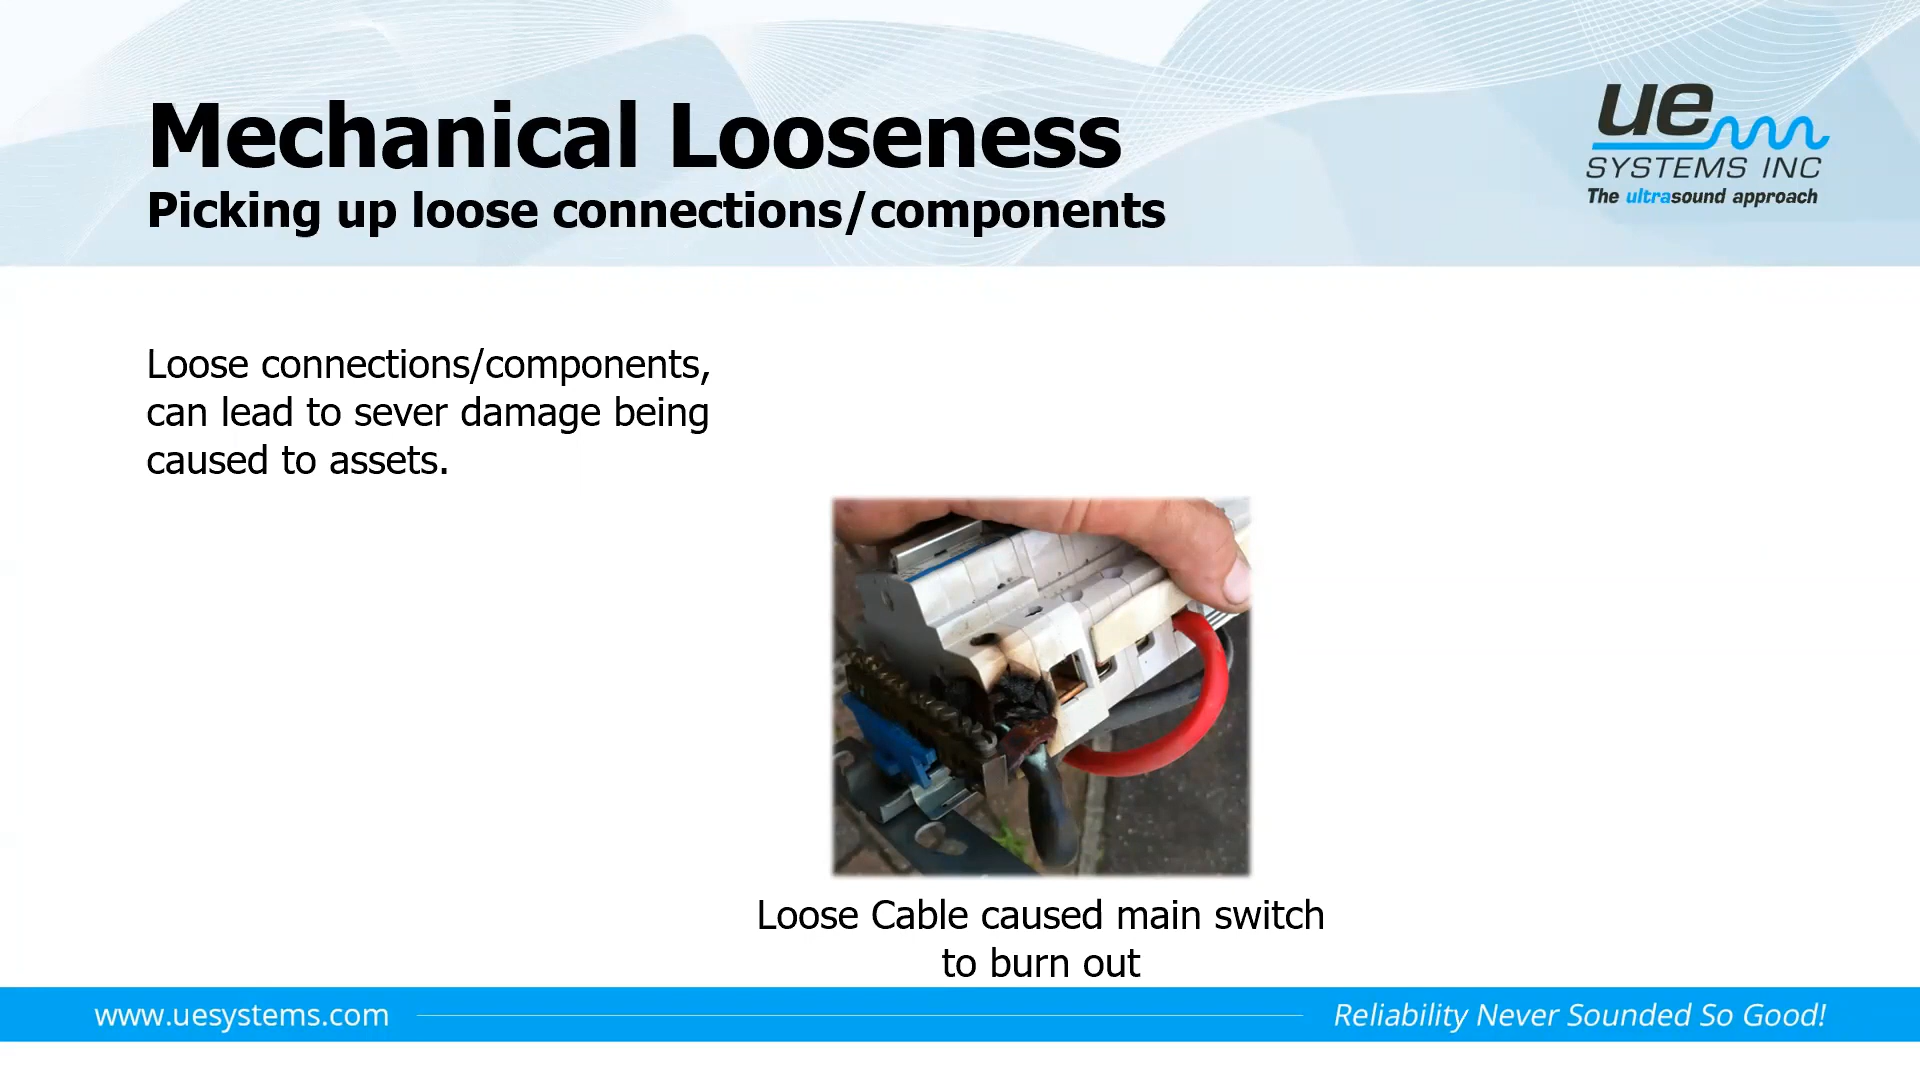 Mechanical Looseness
Picking up loose connections/components
ue
SYSTEMS INC
The ultrasound approach
Loose connections/components,
can lead to sever damage being
caused to assets.
Loose Cable caused main switch
to burn out
www.uesystems.com
Reliability Never Sounded So Good!